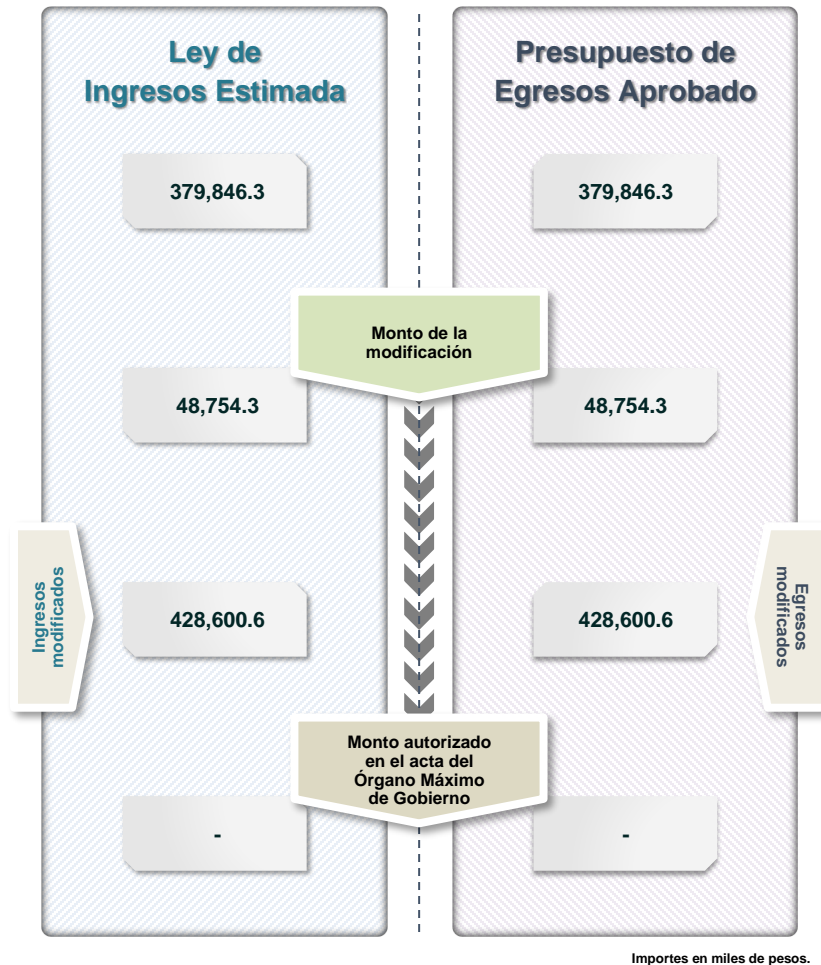 Ley de
Ingresos Estimada
Presupuesto de
Egresos Aprobado
379,846.3
379,846.3
Monto de la
modificación
48,754.3
48,754.3
Ingresos
modificados
428,600.6
428,600.6
Egresos
modificados
Monto autorizado
en el acta del
Órgano Máximo
de Gobierno
-
-
Importes en miles de pesos.